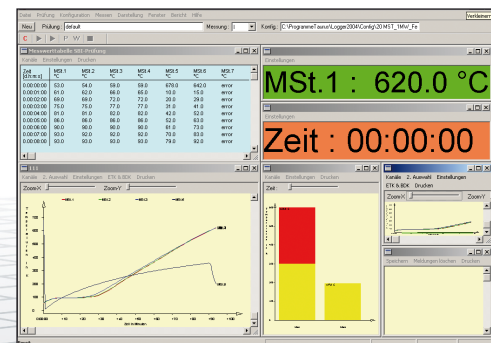 Datei Prüfung Konfiguration Messen Darstellung Fenster Bericht Hilfe
Verkleinern
Neu Prüfung: default Messung: Konfig.: C:\Programme\Taurus\Logger2004\Config\20 MST_1MW_Fe
C P W
Messwerttabelle SBI-Prüfung
Kanäle Einstellungen Drucken
Zeit MSt.1 MSt.2 MSt.3 MSt.4 MSt.5 MSt.6 MSt.7
[d:h:m:s] °C °C °C °C °C °C °C
0:00:00:00 53.0 54.0 59.0 59.0 678.0 642.0 error
0:00:01:00 51.0 62.0 66.0 65.0 10.0 15.0 error
0:00:02:00 69.0 69.0 72.0 72.0 20.0 28.0 error
0:00:03:00 75.0 75.0 77.0 77.0 31.0 41.0 error
0:00:04:00 81.0 81.0 82.0 82.0 42.0 52.0 error
0:00:05:00 86.0 86.0 86.0 86.0 52.0 63.0 error
0:00:06:00 90.0 90.0 90.0 90.0 61.0 73.0 error
0:00:07:00 93.0 92.0 92.0 92.0 70.0 83.0 error
0:00:08:00 93.0 93.0 93.0 93.0 79.0 92.0 error
Einstellungen
MSt.1 : 620.0 °C
Einstellungen
Zeit : 00:00:00
Kanäle 2. Auswahl Einstellungen ETK & BDK Drucken
Zoom-X Zoom-Y
Kanäle Einstellungen Drucken
Zeit:
Kanäle 2. Auswahl Einstellungen
ETK & BDK Drucken
Zoom-X Zoom-Y
Speichern Meldungen löschen Drucken